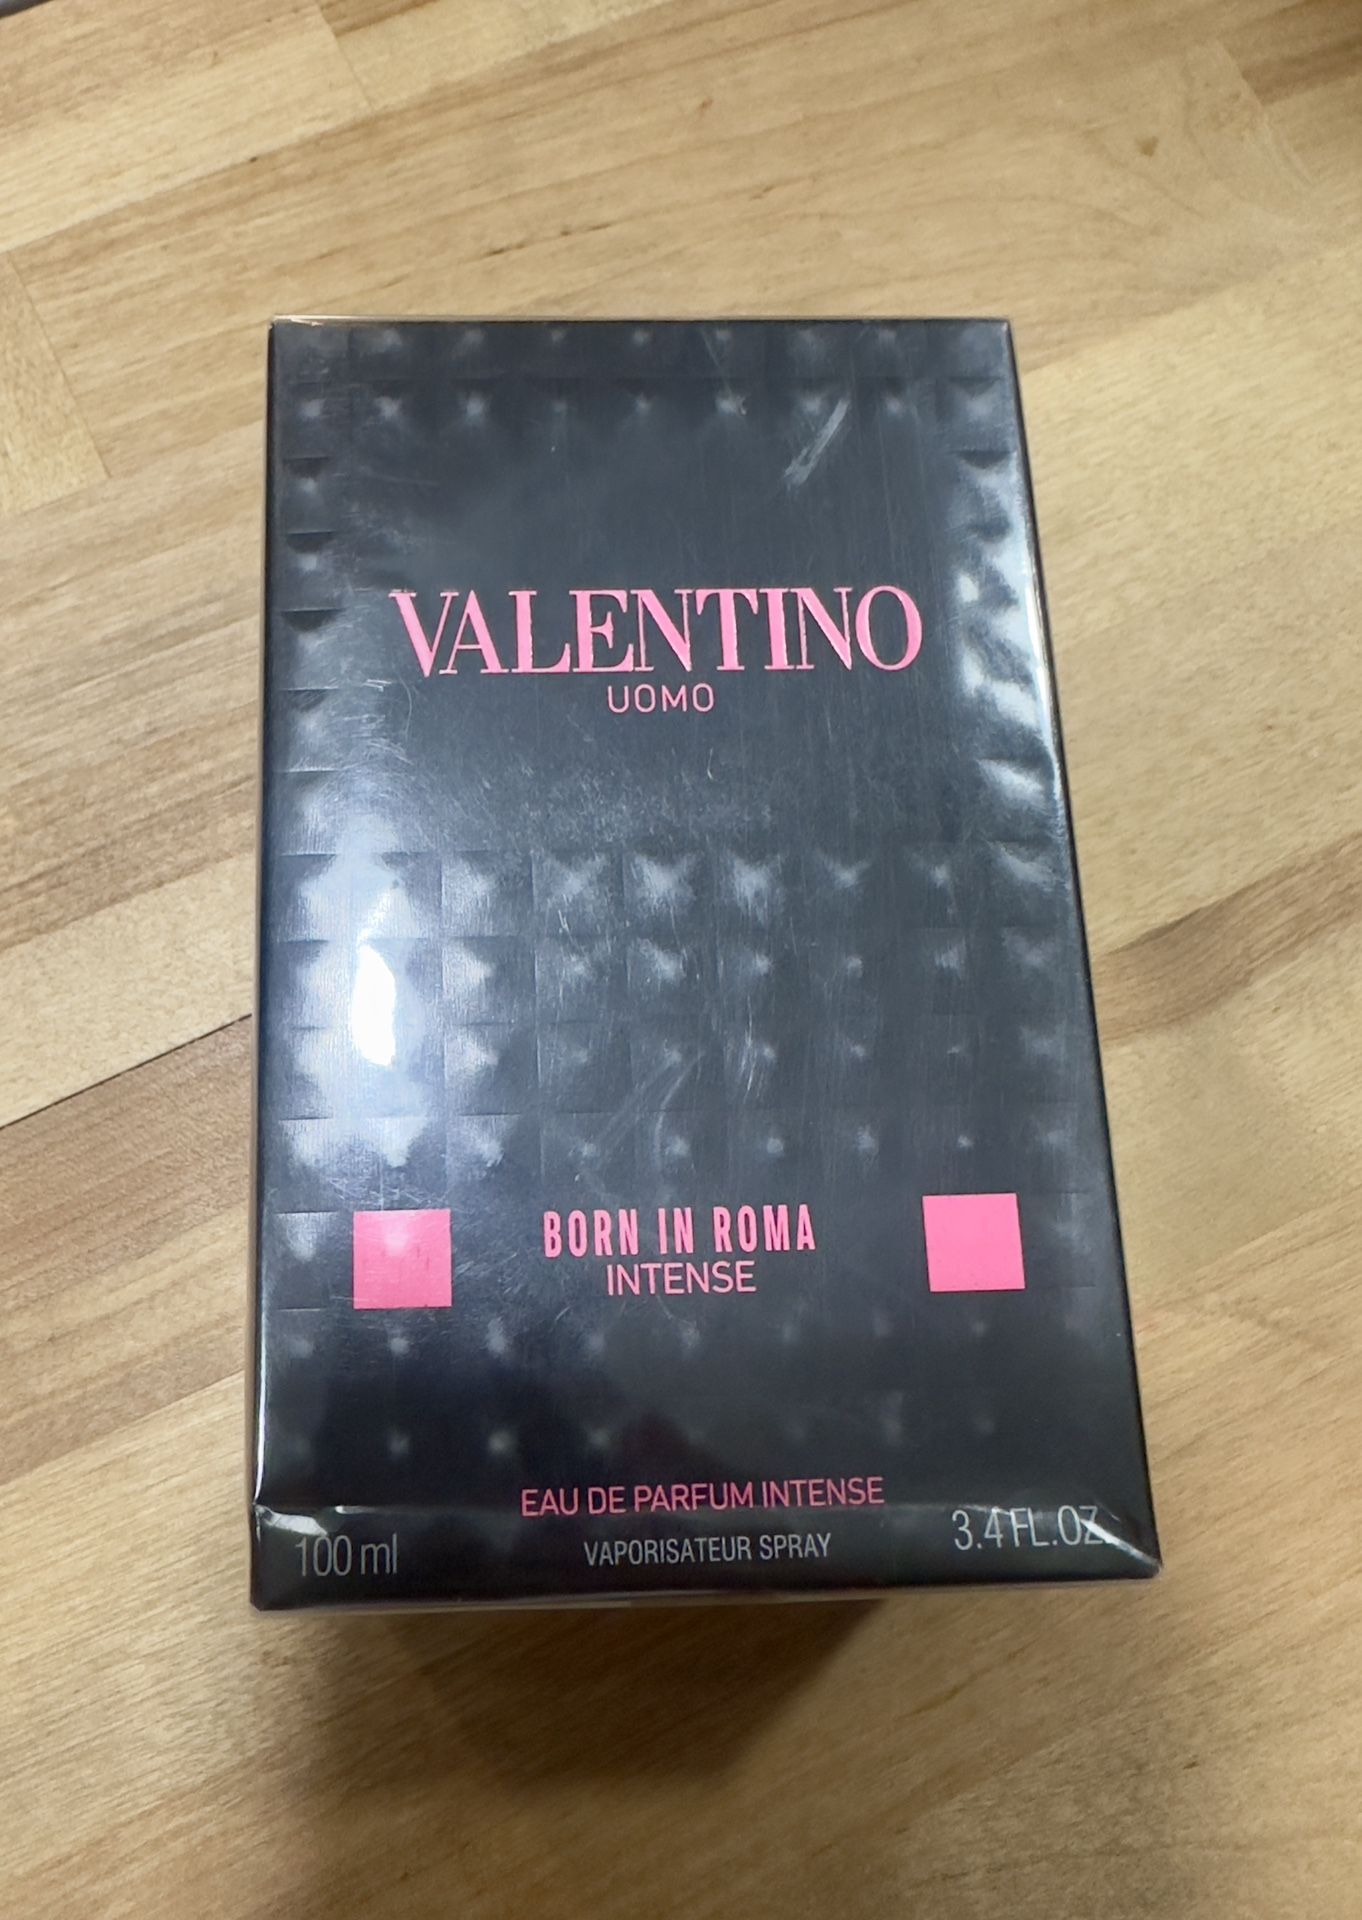 VALENTINO
UOMO
BORN IN ROMA
INTENSE
EAU DE PARFUM INTENSE
100 ml
VAPORISATEUR SPRAY
3.4 FL.OZ.